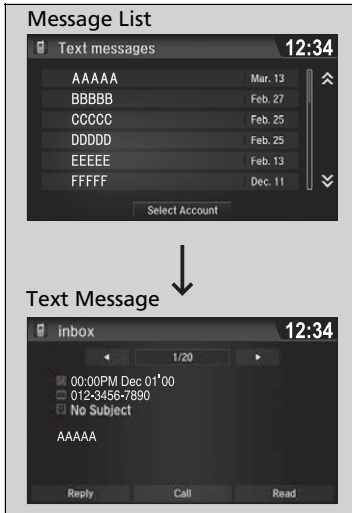 Message List
Text messages 12:34
AAAAA Mar. 13
BBBBB Feb. 27
CCCCC Feb. 25
DDDDD Feb. 25
EEEEE Feb. 13
FFFFF Dec. 11
Select Account
Text Message
inbox 12:34
1/20
00:00PM Dec 01'00
012-3456-7890
No Subject
AAAAA
Reply Call Read